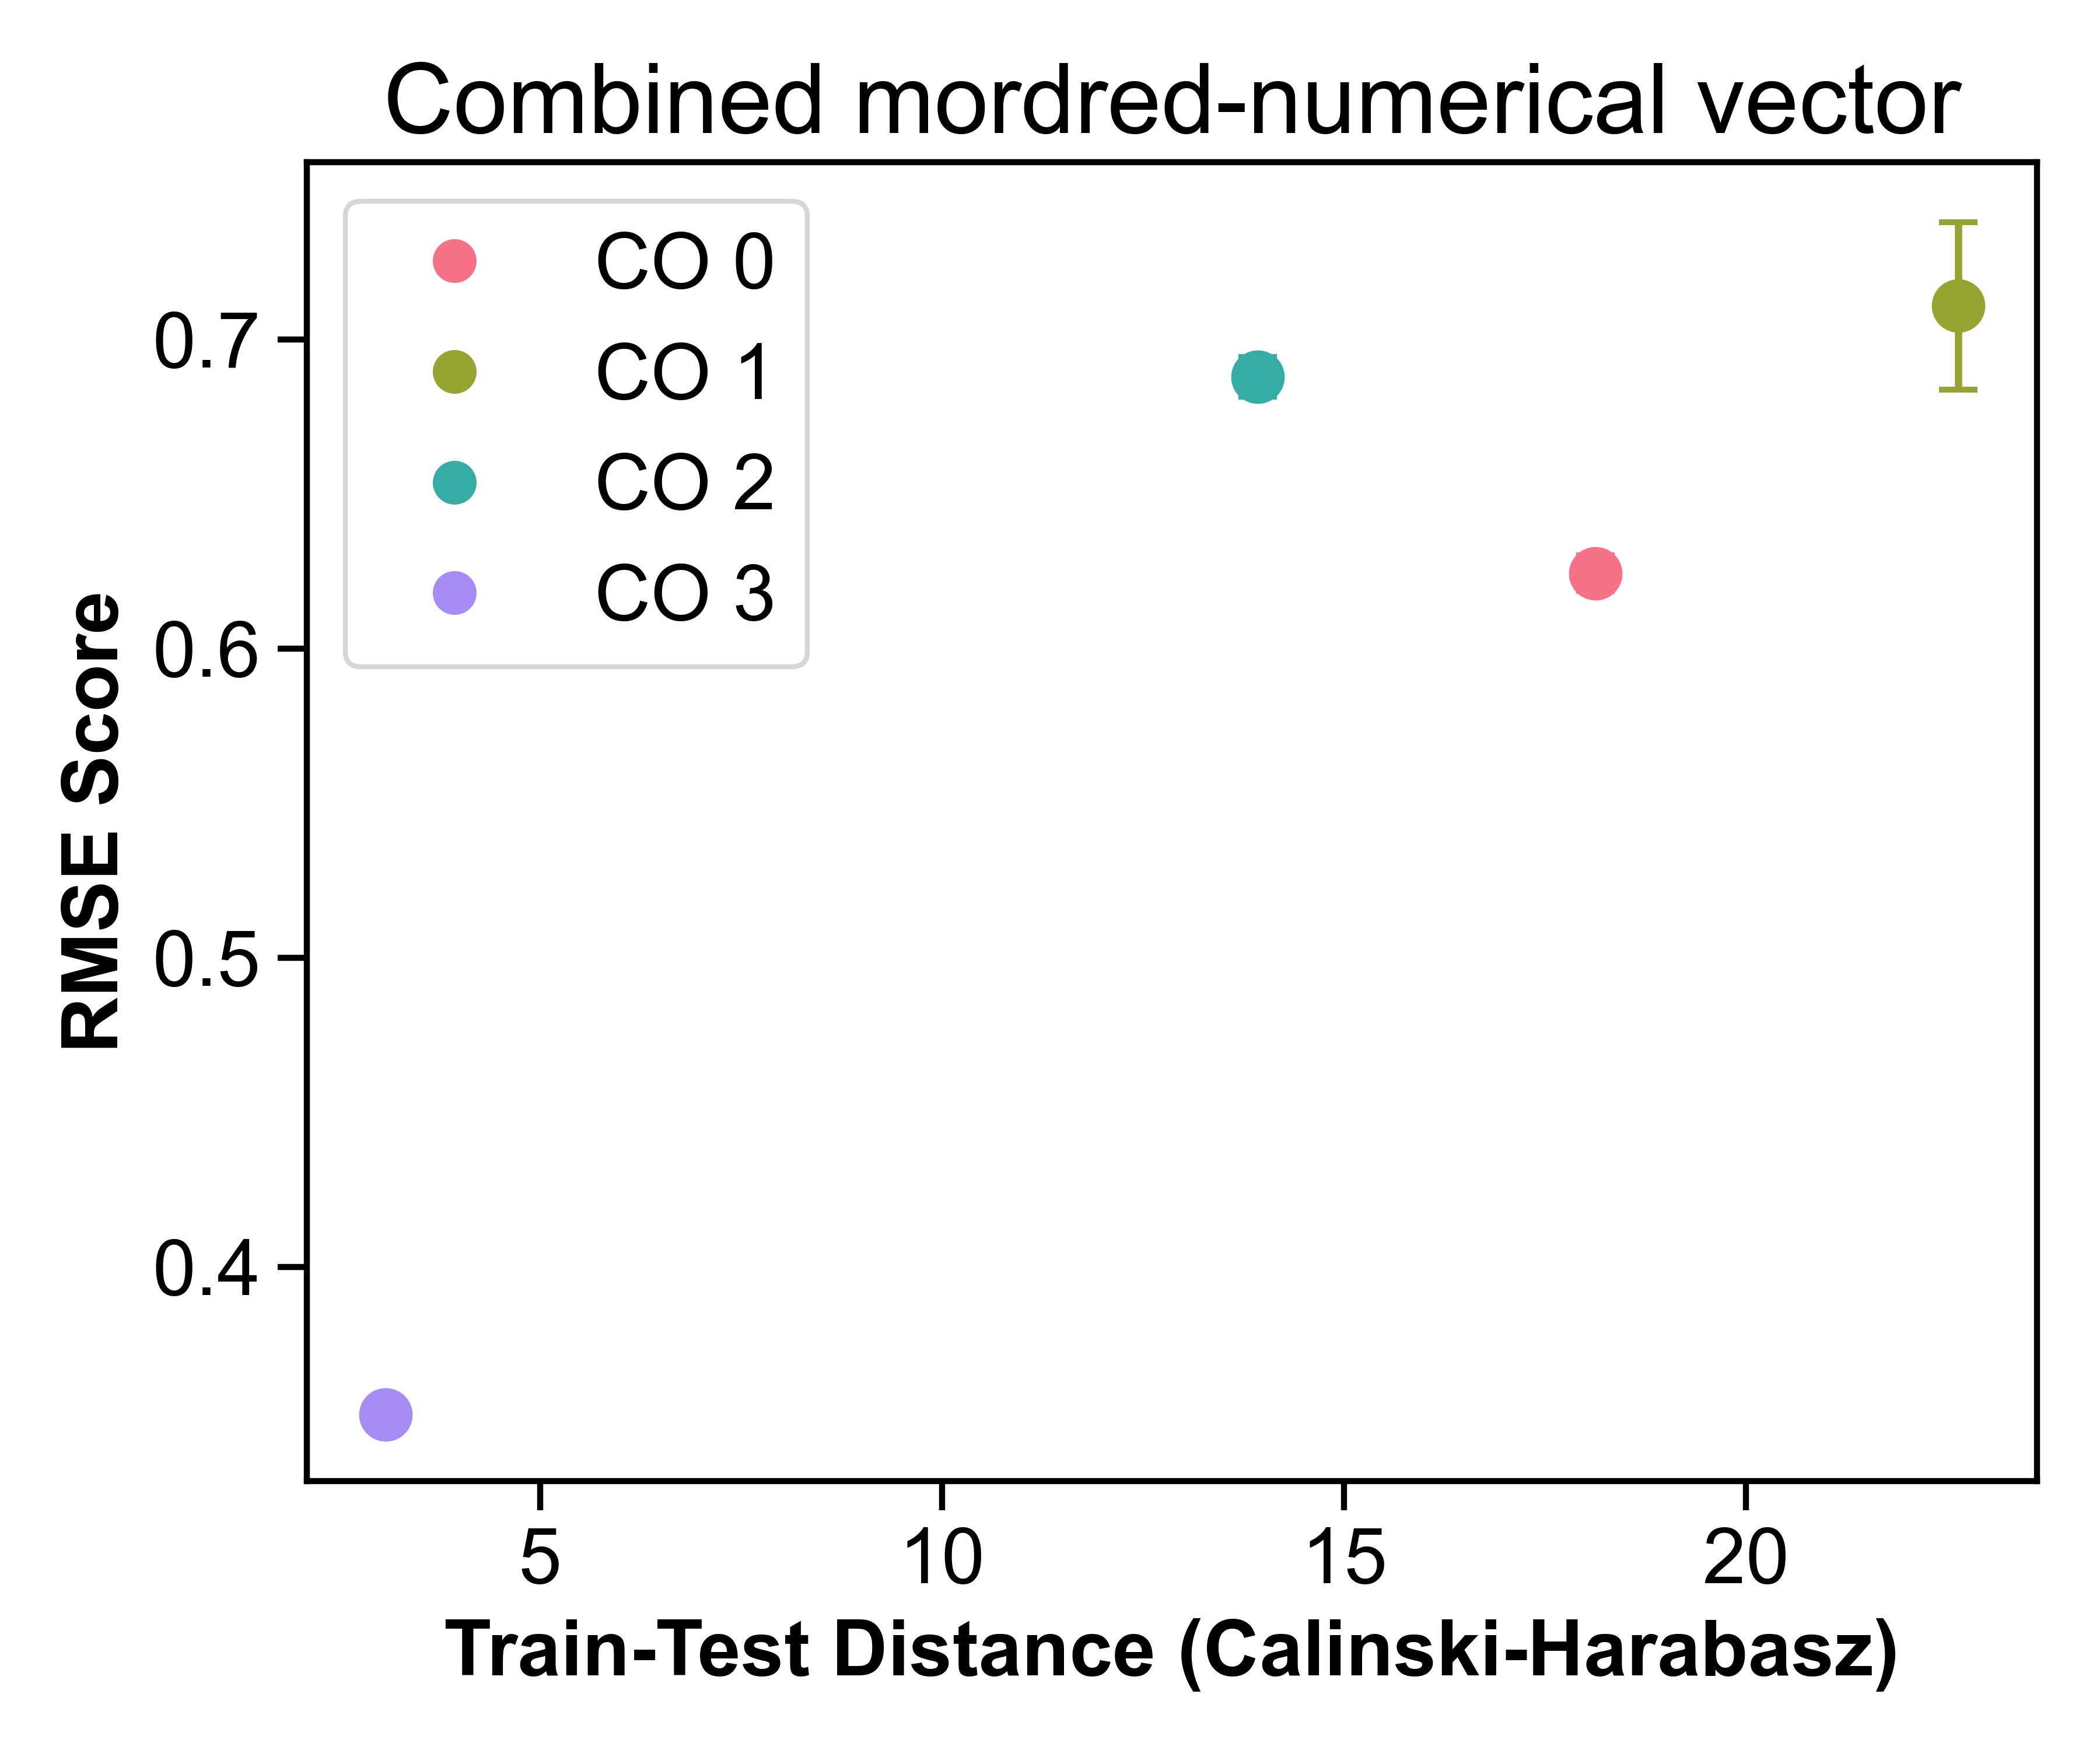 Combined mordred-numerical vector
CO 0
CO 1
CO 2
CO 3
0.7
0.6
0.5
0.4
RMSE Score
5 10 15 20
Train-Test Distance (Calinski-Harabasz)